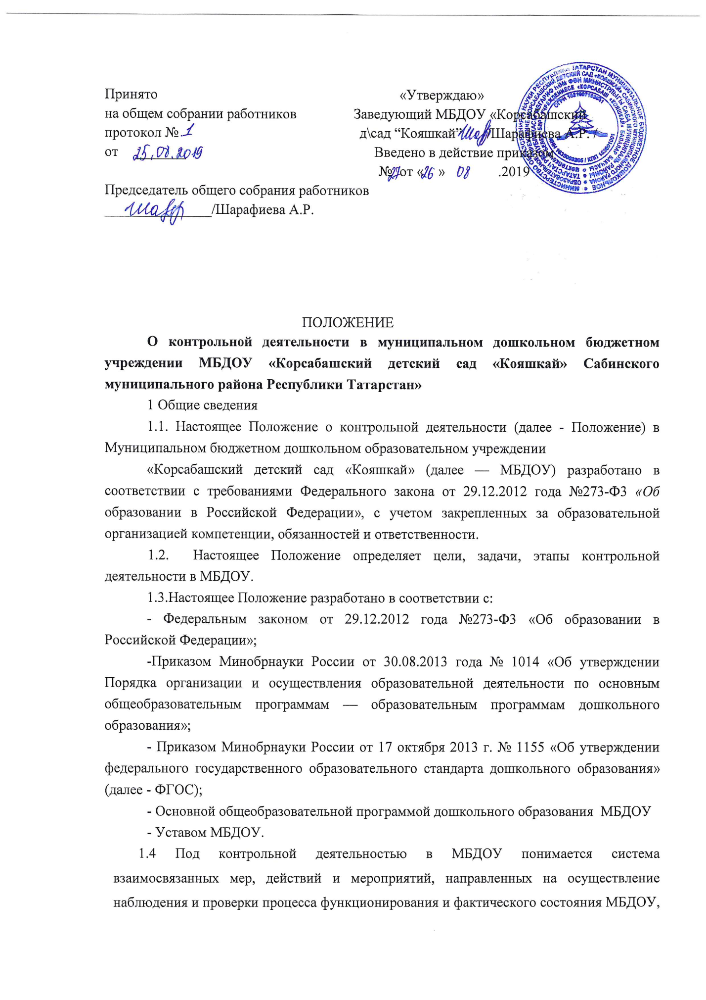 Принято
на общем собрании работников
протокол № 1
от 25.08.2019
Председатель общего собрания работников
/Шарафиева А.Р.
«Утверждаю»
Заведующий МБДОУ «Корсабашский
д\сад “Кояшкай” /Шарафиева А.Р. /
Введено в действие приказом
№27от «26 » 08 .2019
ПОЛОЖЕНИЕ
О контрольной деятельности в муниципальном дошкольном бюджетном
учреждении МБДОУ «Корсабашский детский сад «Кояшкай» Сабинского
муниципального района Республики Татарстан»
1 Общие сведения
1.1. Настоящее Положение о контрольной деятельности (далее - Положение) в
Муниципальном бюджетном дошкольном образовательном учреждении
«Корсабашский детский сад «Кояшкай» (далее — МБДОУ) разработано в
соответствии с требованиями Федерального закона от 29.12.2012 года №273-ФЗ «Об
образовании в Российской Федерации», с учетом закрепленных за образовательной
организацией компетенции, обязанностей и ответственности.
1.2. Настоящее Положение определяет цели, задачи, этапы контрольной
деятельности в МБДОУ.
1.3.Настоящее Положение разработано в соответствии с:
- Федеральным законом от 29.12.2012 года №273-ФЗ «Об образовании в
Российской Федерации»;
-Приказом Минобрнауки России от 30.08.2013 года № 1014 «Об утверждении
Порядка организации и осуществления образовательной деятельности по основным
общеобразовательным программам — образовательным программам дошкольного
образования»;
- Приказом Минобрнауки России от 17 октября 2013 г. № 1155 «Об утверждении
федерального государственного образовательного стандарта дошкольного образования»
(далее - ФГОС);
- Основной общеобразовательной программой дошкольного образования МБДОУ
- Уставом МБДОУ.
1.4 Под контрольной деятельностью в МБДОУ понимается система
взаимосвязанных мер, действий и мероприятий, направленных на осуществление
наблюдения и проверки процесса функционирования и фактического состояния МБДОУ,